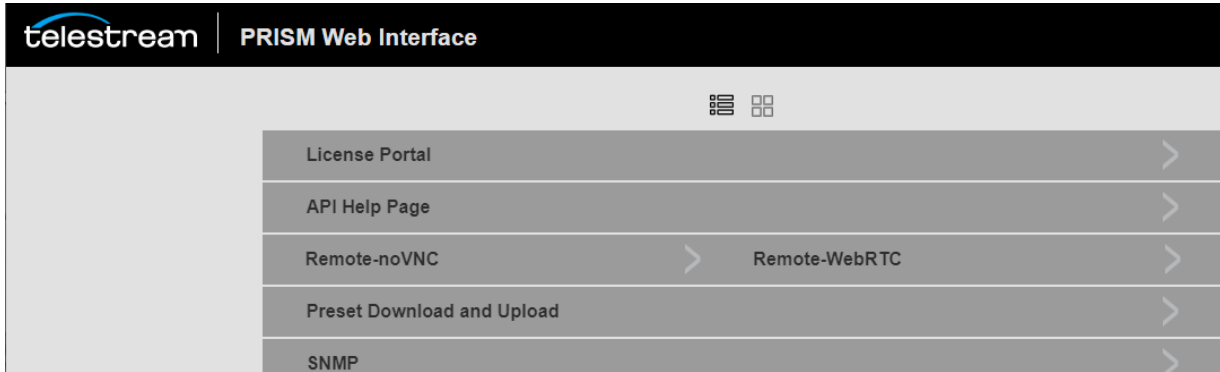 telestream PRISM Web Interface
License Portal
API Help Page
Remote-noVNC Remote-WebRTC
Preset Download and Upload
SNMP